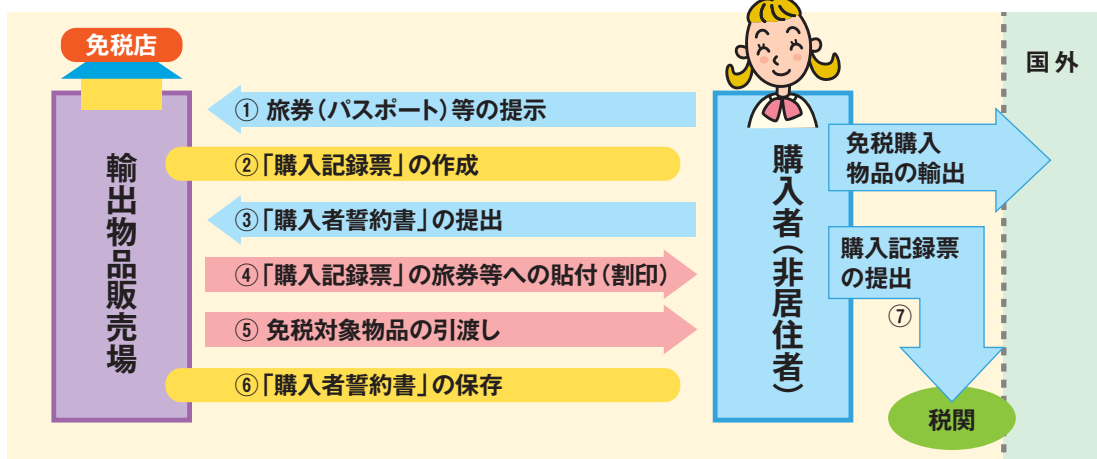 免税店
輸出物品販売場
① 旅券(パスポート)等の提示
②「購入記録票」の作成
③「購入者誓約書」の提出
④「購入記録票」の旅券等への貼付(割印)
⑤ 免税対象物品の引渡し
⑥「購入者誓約書」の保存
購入者(非居住者)
免税購入
物品の輸出
購入記録票
の提出
⑦
税関
国外